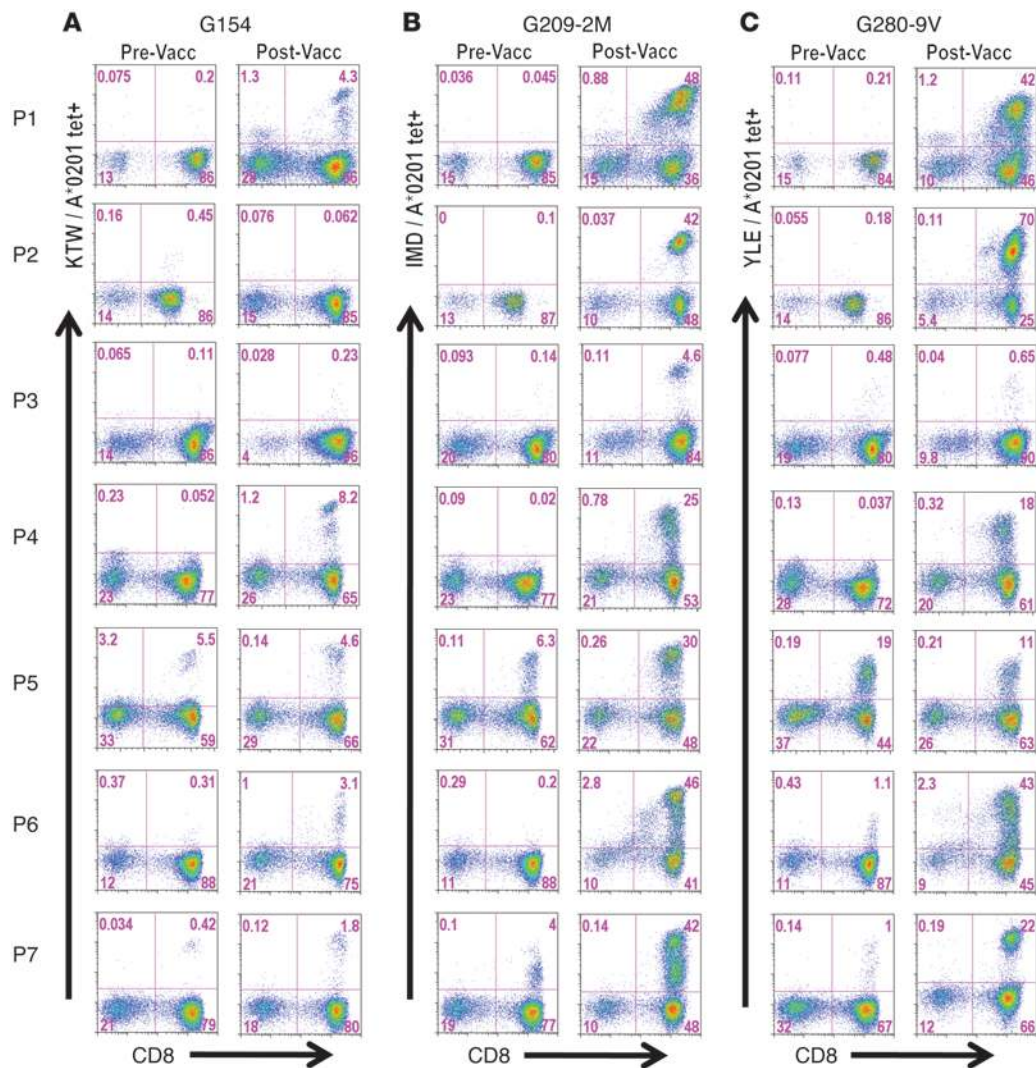 A G154 B G209-2M C G280-9V
Pre-Vacc Post-Vacc Pre-Vacc Post-Vacc Pre-Vacc Post-Vacc
KTW / A*0201 tet+
IMD / A*0201 tet+
YLE / A*0201 tet+
P1
0.075 0.2 1.3 4.3 0.036 0.045 0.88 48 0.11 0.21 1.2 42
13 86 29 66 15 85 15 36 15 84 10 46
P2
0.16 0.45 0.076 0.062 0 0.1 0.037 42 0.055 0.18 0.11 70
14 86 15 85 13 87 10 48 14 86 5.4 25
P3
0.065 0.11 0.028 0.23 0.093 0.14 0.11 4.6 0.077 0.48 0.04 0.65
14 86 4 96 20 80 11 84 19 80 9.8 90
P4
0.23 0.052 1.2 8.2 0.09 0.02 0.78 25 0.13 0.037 0.32 18
23 77 26 65 23 77 21 53 28 72 20 61
P5
3.2 5.5 0.14 4.6 0.11 6.3 0.26 30 0.19 19 0.21 11
33 59 29 66 31 62 22 48 37 44 26 63
P6
0.37 0.31 1 3.1 0.29 0.2 2.8 46 0.43 1.1 2.3 43
12 88 21 75 11 88 10 41 11 87 9 45
P7
0.034 0.42 0.12 1.8 0.1 4 0.14 42 0.14 1 0.19 22
21 79 18 80 19 77 10 48 32 67 12 66
CD8 CD8 CD8